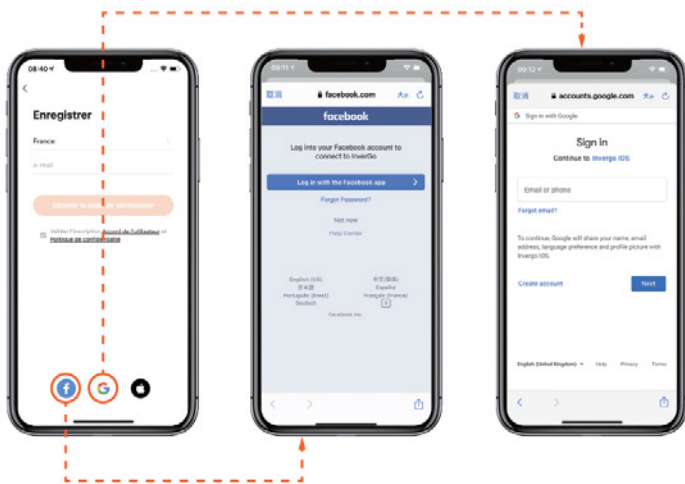 08:40
Enregistrer
France
e-mail
Obtenir le code de vérification
Valider l'inscription Accord de l'utilisateur et
Politique de confidentialité
09:11
取消
facebook.com
大
facebook
Log into your Facebook account to
connect to InverGo
Log in with the Facebook app
Forgot Password?
Not now
Help Center
English (US)
中文(简体)
日本語
Español
Português (Brasil)
Français (France)
Deutsch
+
Facebook Inc.
09:12
取消
accounts.google.com
大
Sign in with Google
Sign in
Continue to Invergo IOS
Email or phone
Forgot email?
To continue, Google will share your name, email
address, language preference and profile picture with
Invergo IOS.
Create account
Next
English (United Kingdom)
Help
Privacy
Terms